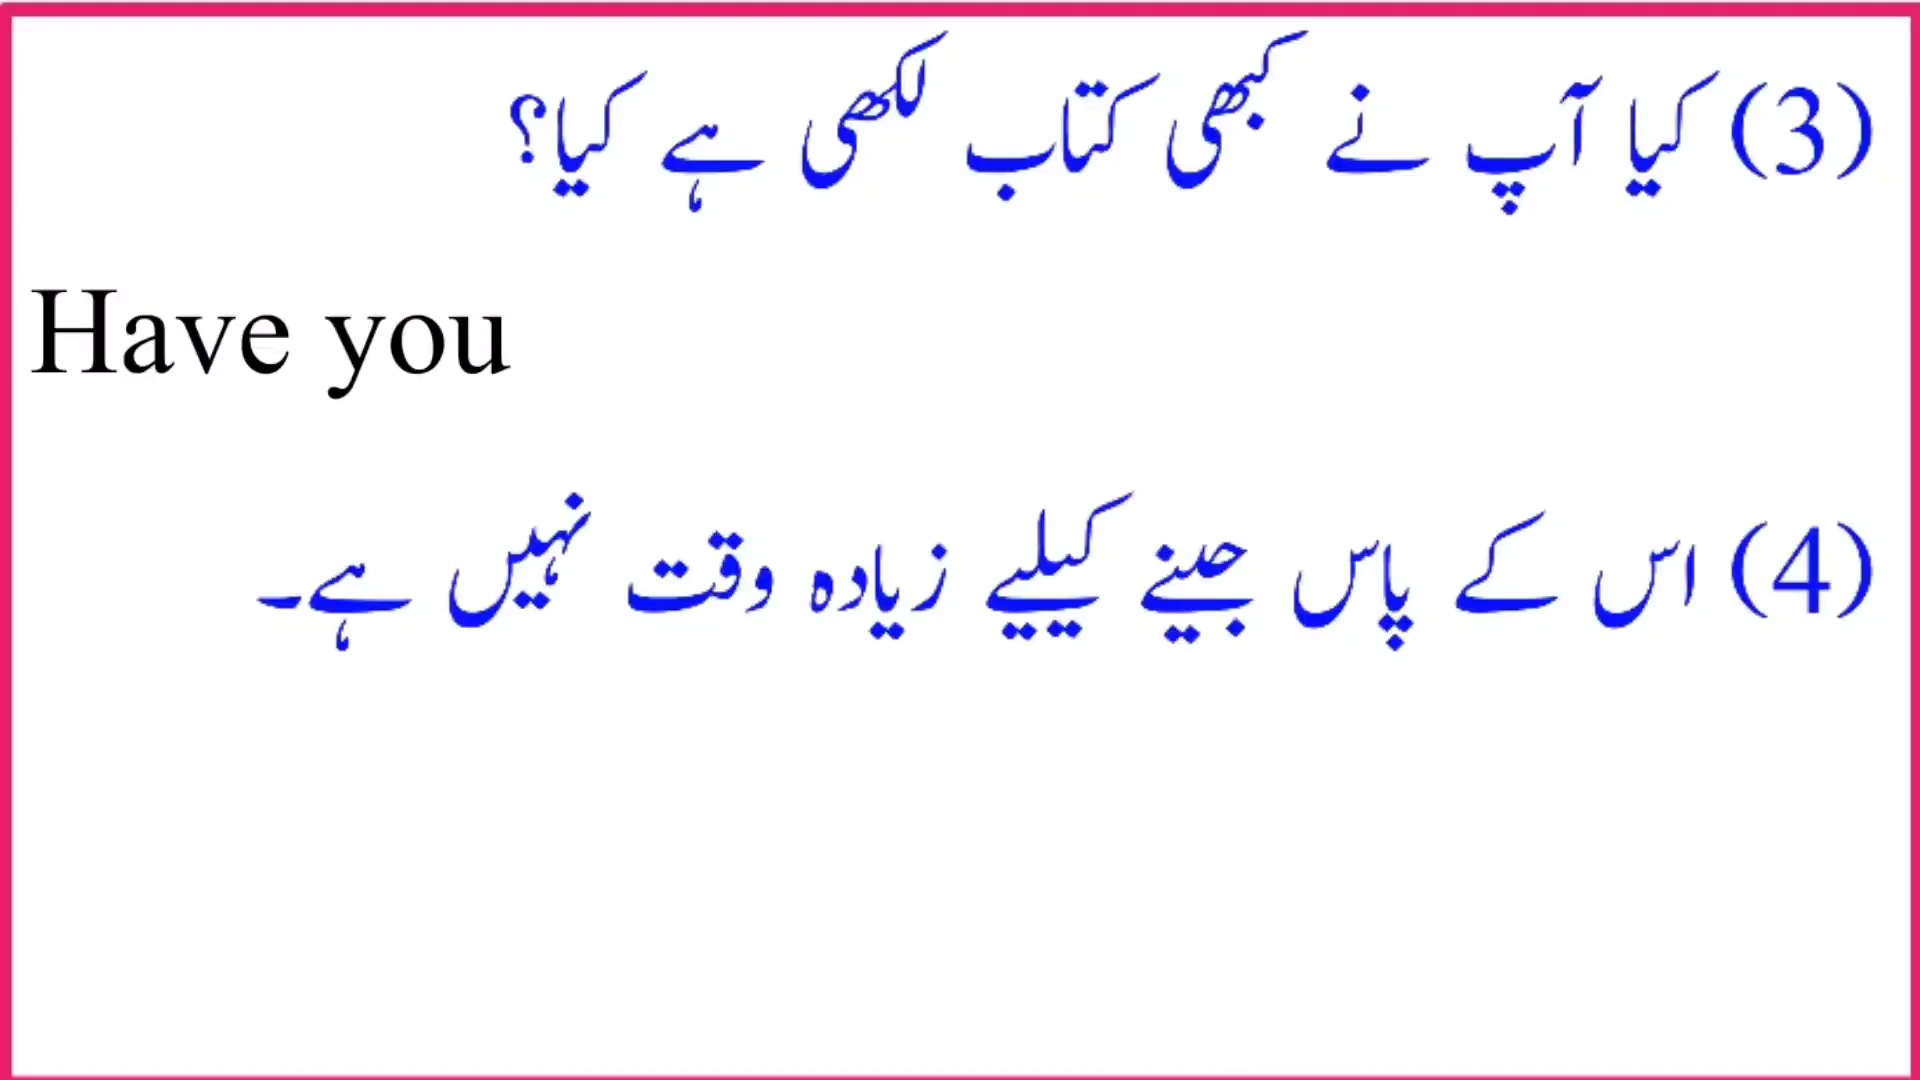 (3) کیا آپ نے کبھی کتاب لکھی ہے کیا؟
Have you
(4) اس کے پاس جینے کیلیے زیادہ وقت نہیں ہے۔